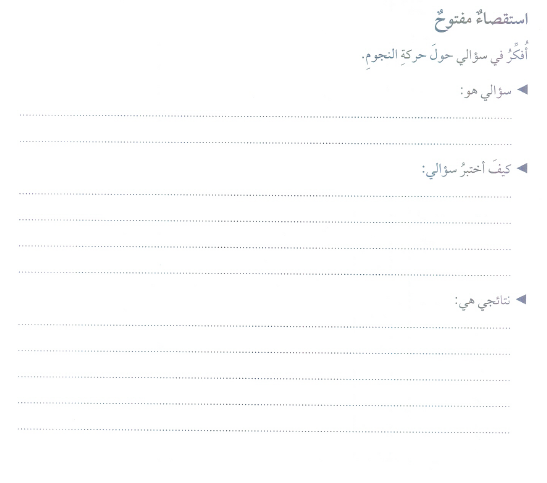 استقصاءٌ مفتوحٌ
أُفكِّرُ في سؤالي حولَ حركةِ النجومِ.
◀ سؤالي هو:
◀ كيفَ أختبرُ سؤالي:
◀ نتائجي هي: